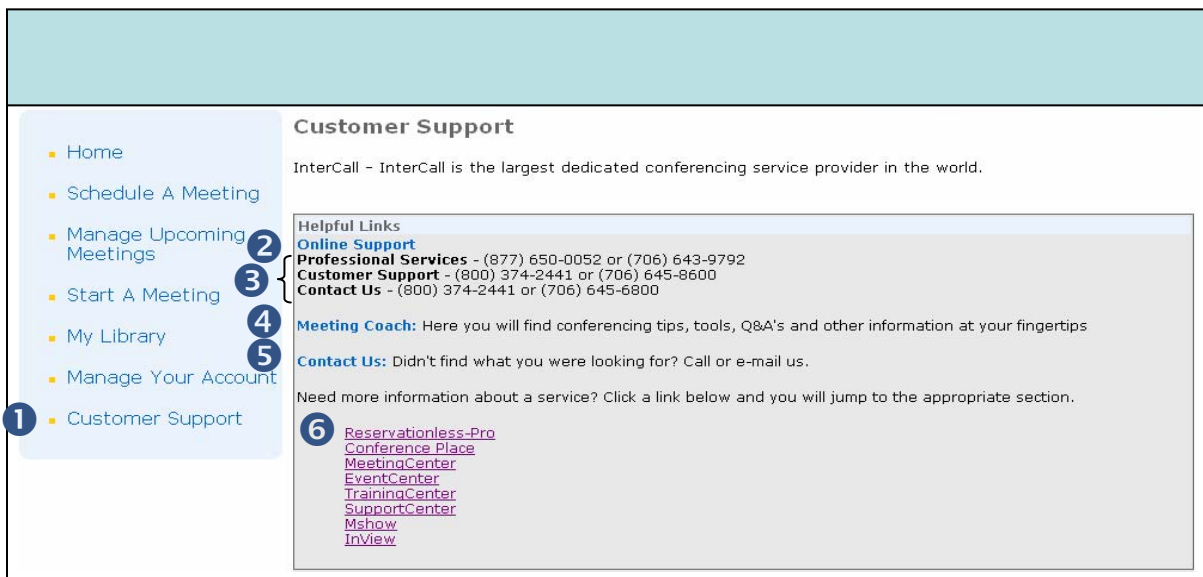 Home
Schedule A Meeting
Manage Upcoming
Meetings
Start A Meeting
My Library
Manage Your Account
1 Customer Support
Customer Support
InterCall – InterCall is the largest dedicated conferencing service provider in the world.
Helpful Links
2 Online Support
3 Professional Services - (877) 650-0052 or (706) 643-9792
Customer Support - (800) 374-2441 or (706) 645-8600
Contact Us - (800) 374-2441 or (706) 645-6800
4 Meeting Coach: Here you will find conferencing tips, tools, Q&A's and other information at your fingertips
5 Contact Us: Didn't find what you were looking for? Call or e-mail us.
Need more information about a service? Click a link below and you will jump to the appropriate section.
6 Reservationless-Pro
Conference Place
MeetingCenter
EventCenter
TrainingCenter
SupportCenter
Mshow
InView